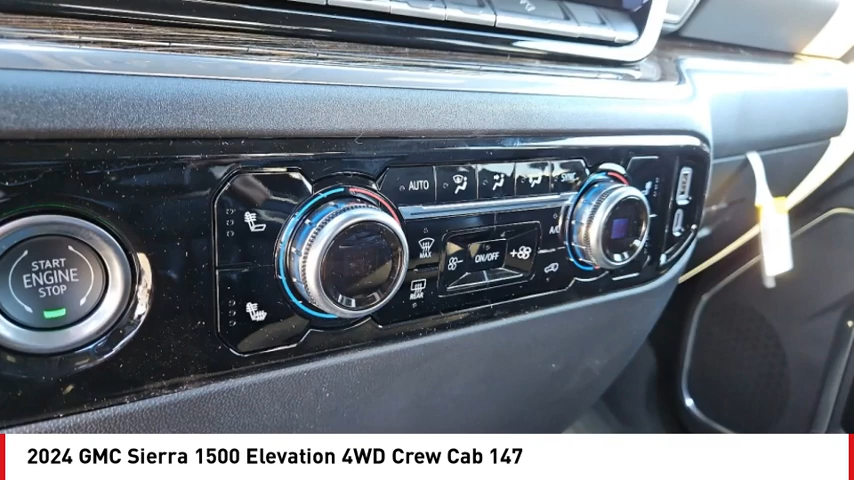 START
ENGINE
STOP
AUTO
SYNC
MAX
ON/OFF
+
A/C
REAR
2024 GMC Sierra 1500 Elevation 4WD Crew Cab 147